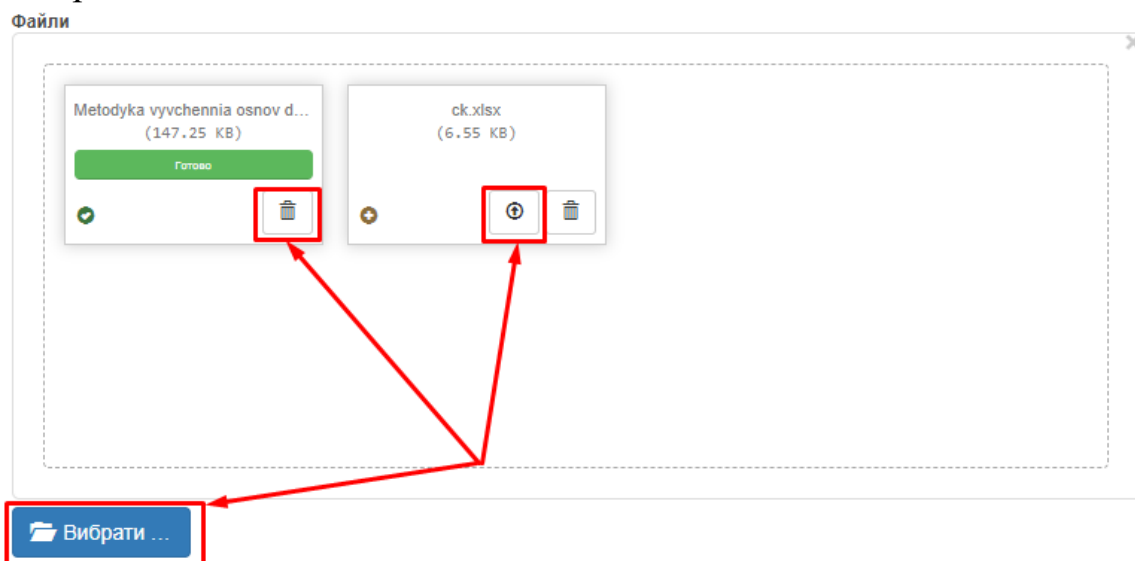 Файли
Metodyka vyvchennia osnov d...
(147.25 KB)
Готово
ck.xlsx
(6.55 KB)
Вибрати ...